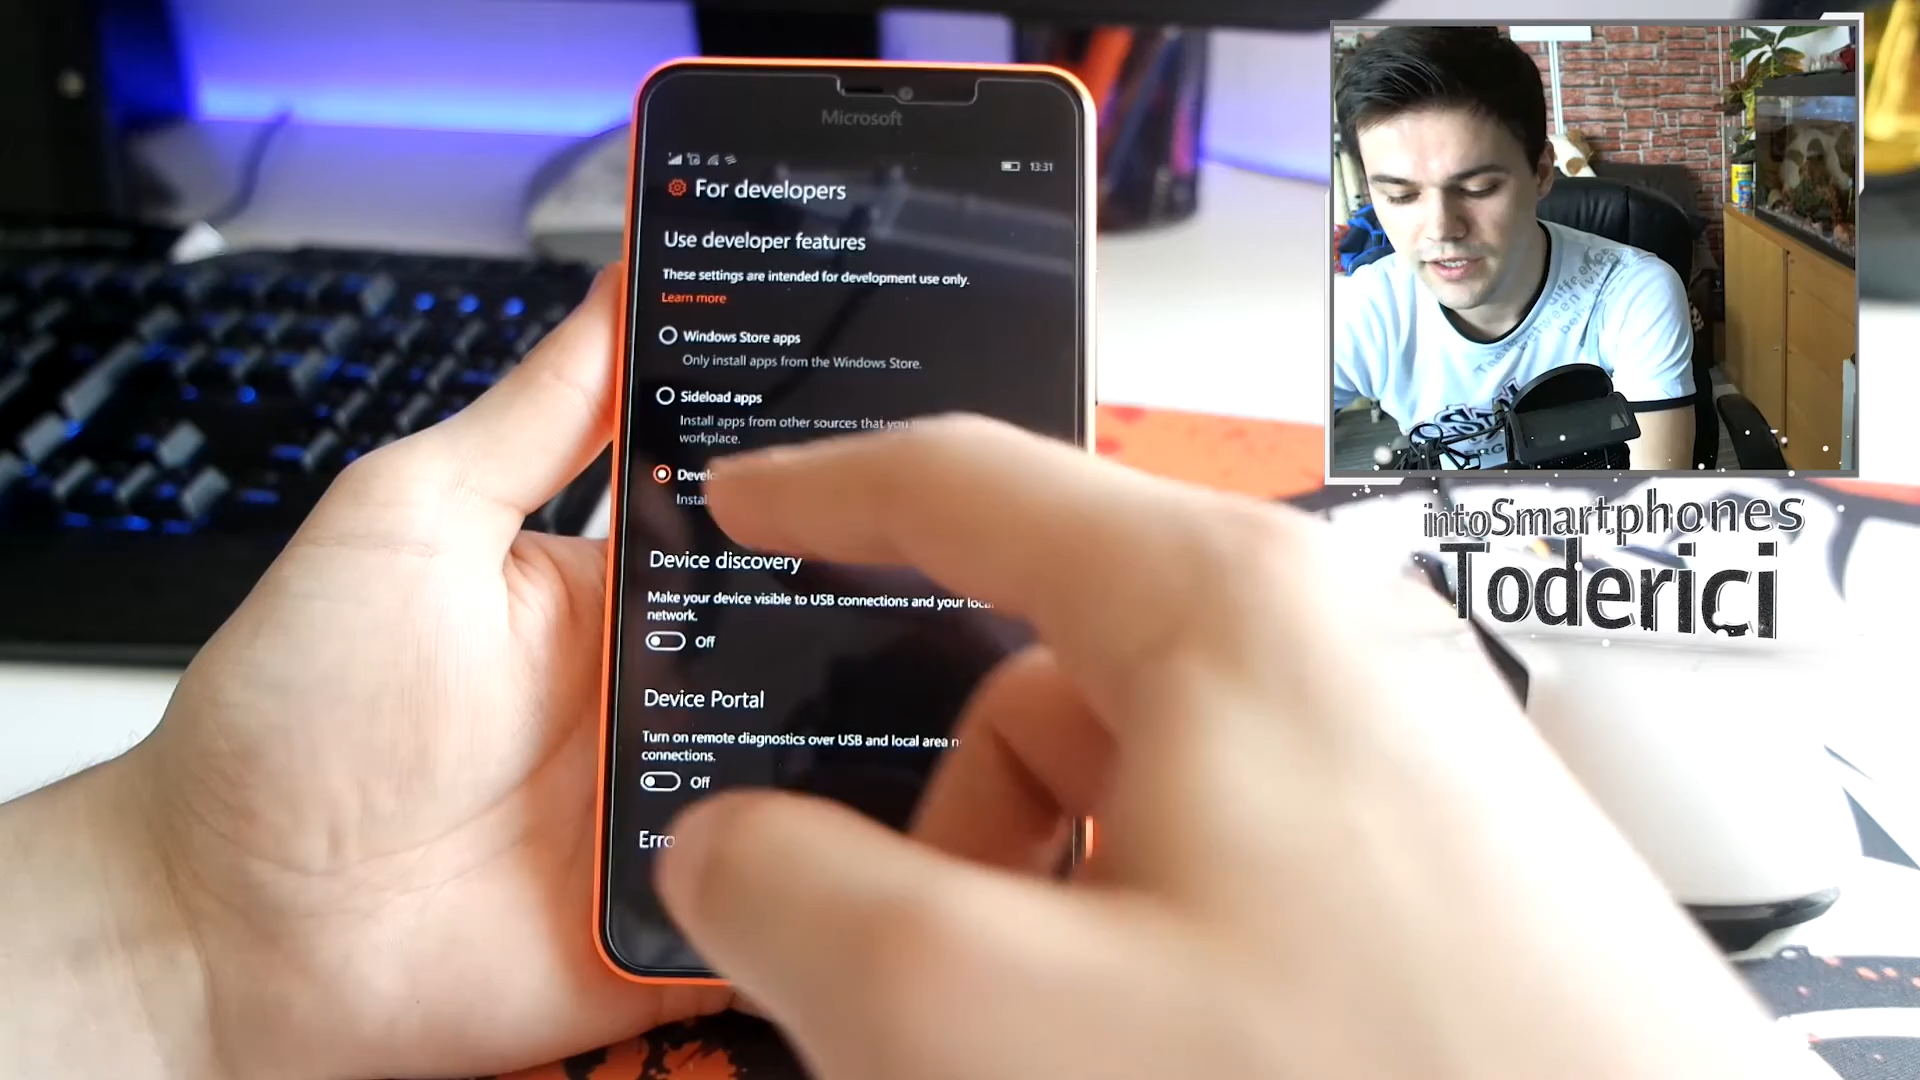 Microsoft
13:31
For developers
Use developer features
These settings are intended for development use only.
Learn more
Windows Store apps
Only install apps from the Windows Store.
Sideload apps
Install apps from other sources that you
workplace.
Device discovery
Make your device visible to USB connections and your
network.
Off
Device Portal
Turn on remote diagnostics over USB and local area
connections.
Off
intoSmartphones
Toderici